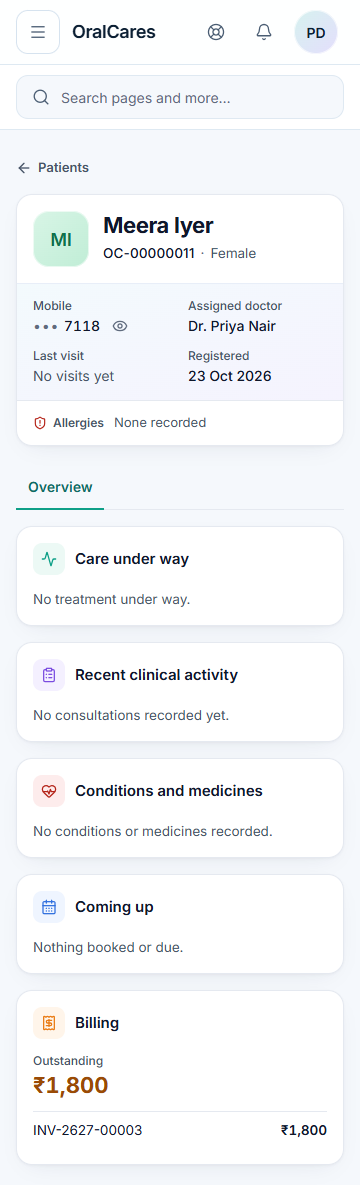 OralCares
PD
Search pages and more...
Patients
MI
Meera Iyer
OC-00000011 · Female
Mobile
••• 7118
Assigned doctor
Dr. Priya Nair
Last visit
No visits yet
Registered
23 Oct 2026
Allergies None recorded
Overview
Care under way
No treatment under way.
Recent clinical activity
No consultations recorded yet.
Conditions and medicines
No conditions or medicines recorded.
Coming up
Nothing booked or due.
Billing
Outstanding
₹1,800
INV-2627-00003 ₹1,800